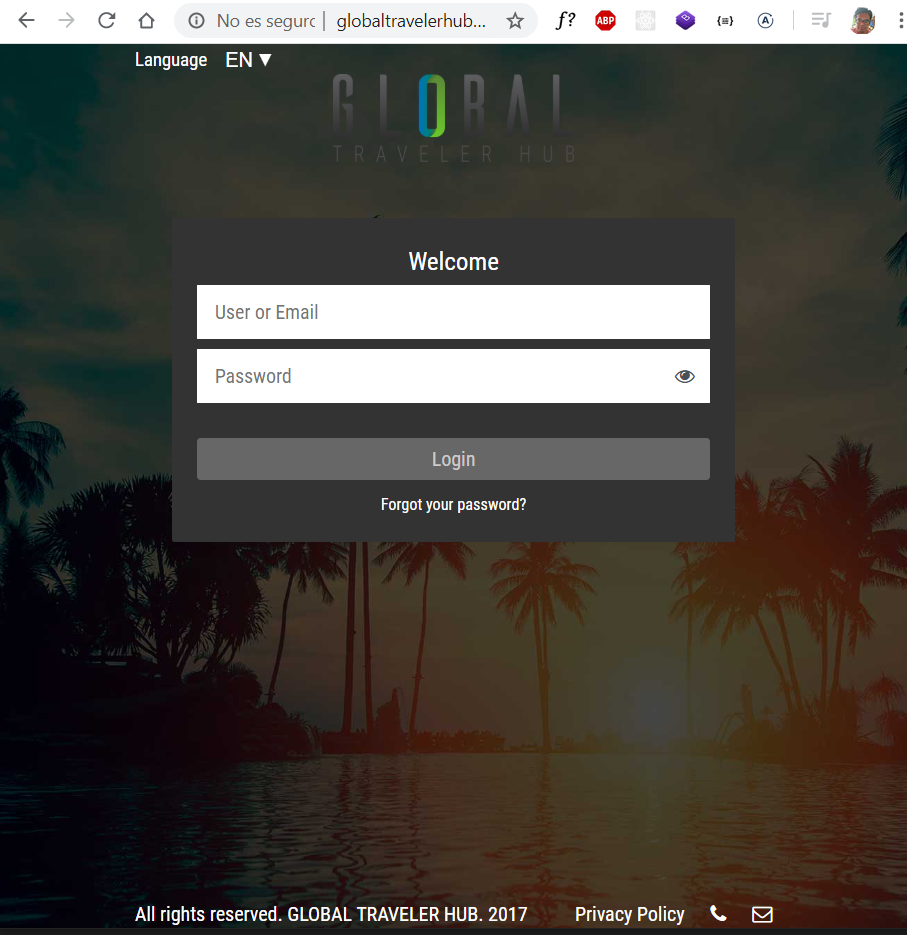 No es seguro globaltravelerhub...
f?
ABP
Language EN
GLOBAL
TRAVELER HUB
Welcome
User or Email
Password
Login
Forgot your password?
All rights reserved. GLOBAL TRAVELER HUB. 2017 Privacy Policy